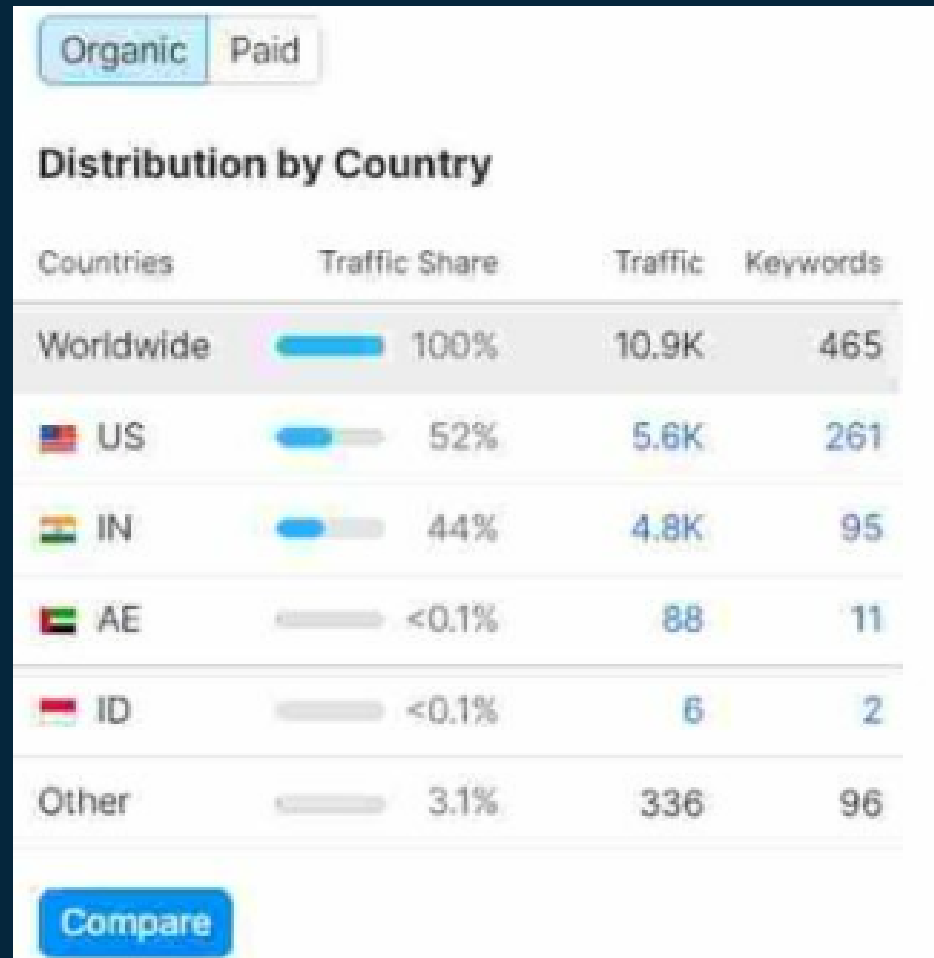 Organic Paid
Distribution by Country
Countries Traffic Share Traffic Keywords
Worldwide 100% 10.9K 465
US 52% 5.6K 261
IN 44% 4.8K 95
AE <0.1% 88 11
ID <0.1% 6 2
Other 3.1% 336 96
Compare